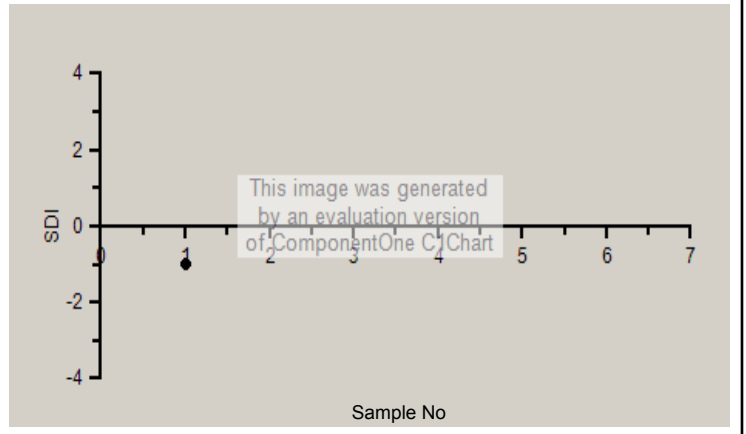 4
2
SDI 0
This image was generated
by an evaluation version
of ComponentOne C1Chart
0 1 2 3 4 5 6 7
-2
-4
Sample No